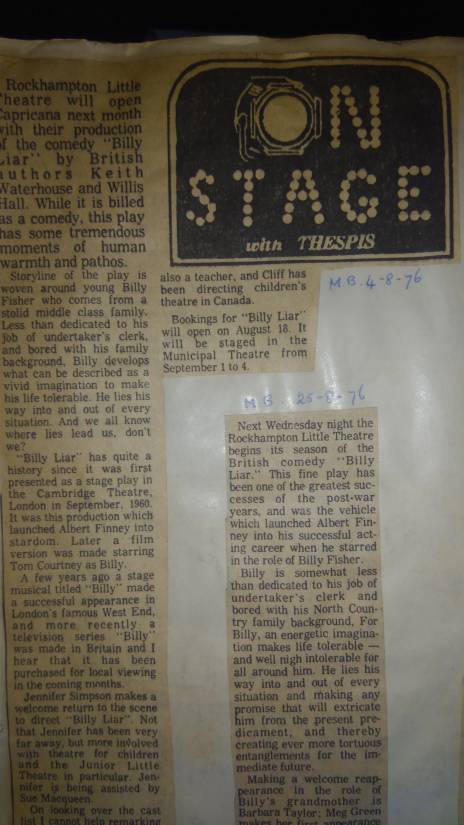 Rockhampton Little
Theatre will open
Capricana next month
with their production
of the comedy "Billy
Liar" by British
authors Keith
Waterhouse and Willis
Hall. While it is billed
as a comedy, this play
has some tremendous
moments of human
warmth and pathos.
Storyline of the play is
woven around young Billy
Fisher who comes from a
stolid middle class family.
Less than dedicated to his
job of undertaker's clerk,
and bored with his family
background, Billy develops
what can be described as a
vivid imagination to make
his life tolerable. He lies his
way into and out of every
situation. And we all know
where lies lead us, don't
we?
"Billy Liar" has quite a
history since it was first
presented as a stage play in
the Cambridge Theatre,
London in September, 1960.
It was this production which
launched Albert Finney into
stardom. Later a film
version was made starring
Tom Courtney as Billy.
A few years ago a stage
musical titled "Billy" made
a successful appearance in
London's famous West End,
and more recently a
television series "Billy"
was made in Britain and I
hear that it has been
purchased for local viewing
in the coming months.
Jennifer Simpson makes a
welcome return to the scene
to direct "Billy Liar". Not
that Jennifer has been very
far away, but more involved
with theatre for children
and the Junior Little
Theatre in particular. Jen-
nifer is being assisted by
Sue Macqueen.
On looking over the cast
list I cannot help remarking
ON
STAGE
with THESPIS
also a teacher, and Cliff has
been directing children's
theatre in Canada.
Bookings for "Billy Liar"
will open on August 18. It
will be staged in the
Municipal Theatre from
September 1 to 4.
M.B. 4-8-76
M.B. 25-8-76
Next Wednesday night the
Rockhampton Little Theatre
begins its season of the
British comedy "Billy
Liar." This fine play has
been one of the greatest suc-
cesses of the post-war
years, and was the vehicle
which launched Albert Fin-
ney into his successful act-
ing career when he starred
in the role of Billy Fisher.
Billy is somewhat less
than dedicated to his job of
undertaker's clerk and
bored with his North Coun-
try family background, For
Billy, an energetic imagina-
tion makes life tolerable —
and well nigh intolerable for
all around him. He lies his
way into and out of every
situation and making any
promise that will extricate
him from the present pre-
dicament, and thereby
creating ever more tortuous
entanglements for the im-
mediate future.
Making a welcome reap-
pearance in the role of
Billy's grandmother is
Barbara Taylor; Meg Green
makes her first appearance